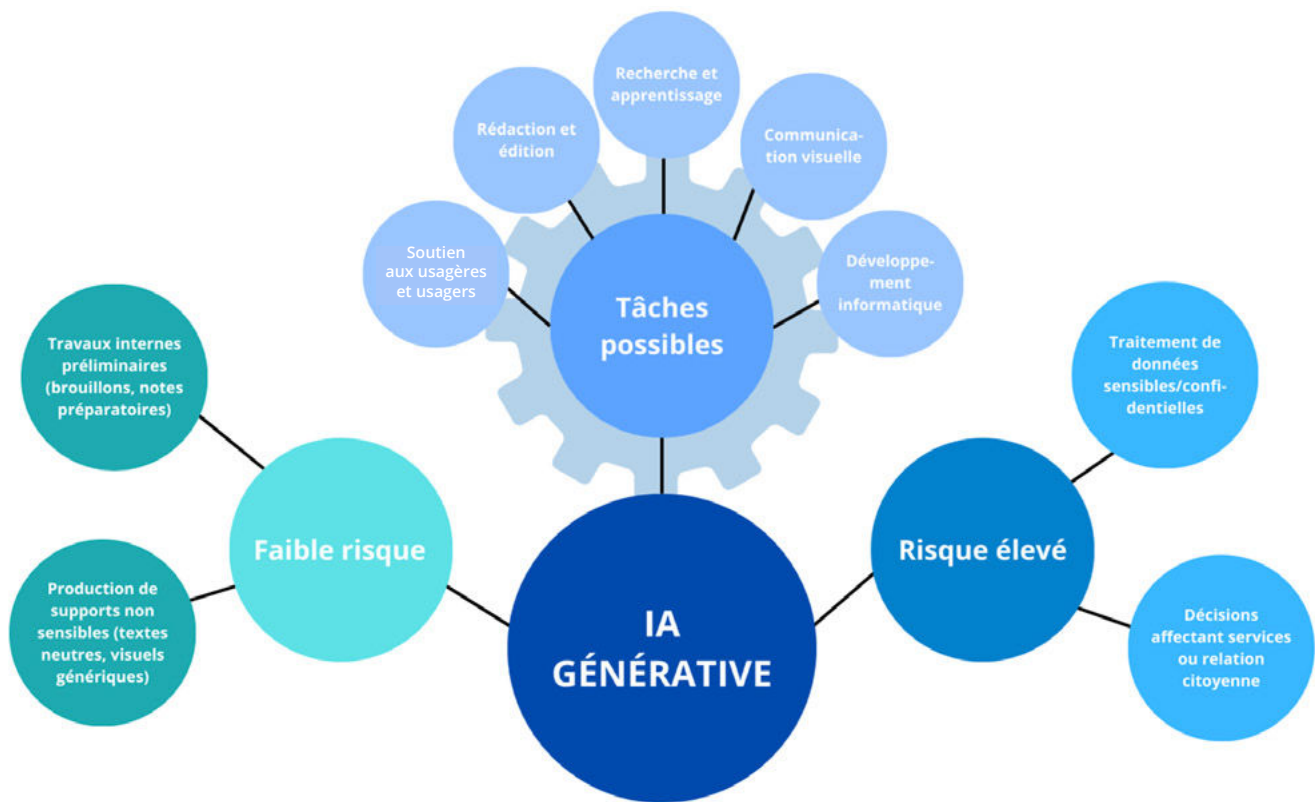 Recherche et
apprentissage
Rédaction et
édition
Communica-
tion visuelle
Soutien
aux usagères
et usagers
Développe-
ment
informatique
Tâches
possibles
Travaux internes
préliminaires
(brouillons, notes
préparatoires)
Traitement de
données
sensibles/confi-
dentielles
Faible risque
Risque élevé
Production de
supports non
sensibles (textes
neutres, visuels
génériques)
IA
GÉNÉRATIVE
Décisions
affectant services
ou relation
citoyenne